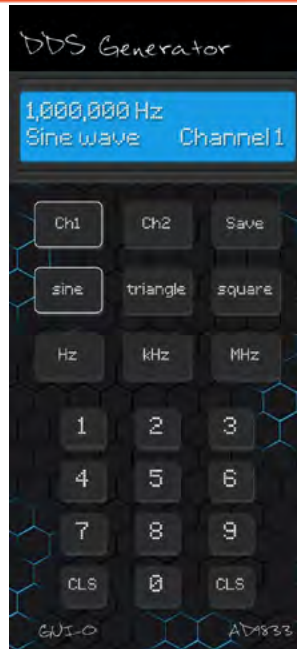 DDS Generator
1,000,000 Hz
Sine wave Channel 1
Ch1 Ch2 Save
sine triangle square
Hz kHz MHz
1 2 3
4 5 6
7 8 9
CLS 0 CLS
GUI-O AD9833